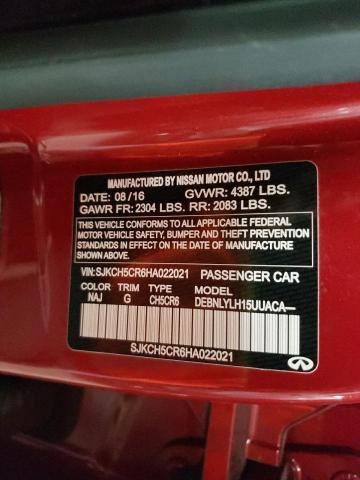 MANUFACTURED BY NISSAN MOTOR CO., LTD
DATE: 08/16 GVWR: 4387 LBS.
GAWR FR: 2304 LBS. RR: 2083 LBS.
THIS VEHICLE CONFORMS TO ALL APPLICABLE FEDERAL
MOTOR VEHICLE SAFETY, BUMPER AND THEFT PREVENTION
STANDARDS IN EFFECT ON THE DATE OF MANUFACTURE
SHOWN ABOVE.
VIN:SJKCH5CR6HA022021 PASSENGER CAR
COLOR TRIM TYPE MODEL
NAJ G CH5CR6 DEBNLYLH15UUACA—
SJKCH5CR6HA022021